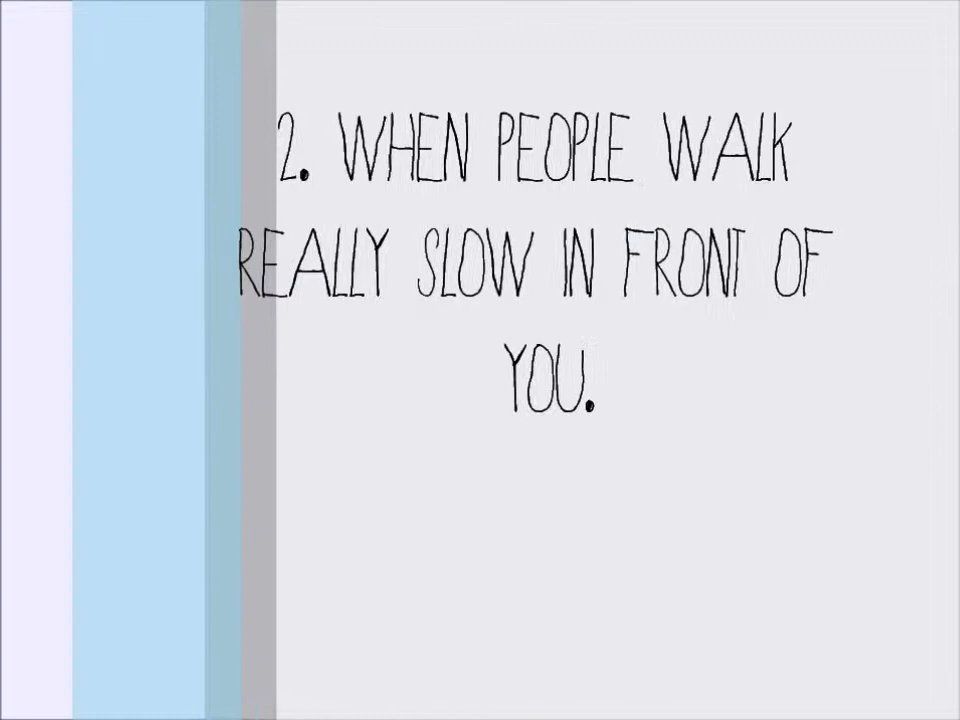 2. WHEN PEOPLE WALK
REALLY SLOW IN FRONT OF
YOU.